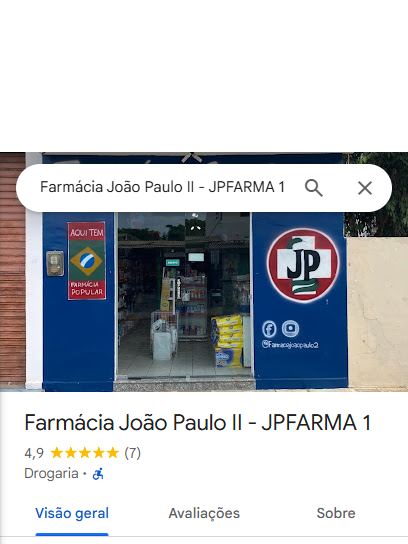 Farmácia João Paulo II - JPFARMA 1
AQUI TEM
FARMÁCIA
POPULAR
JP
@Farmaciajoaopaulo2
Farmácia João Paulo II - JPFARMA 1
4,9 (7)
Drogaria ·
Visão geral Avaliações Sobre